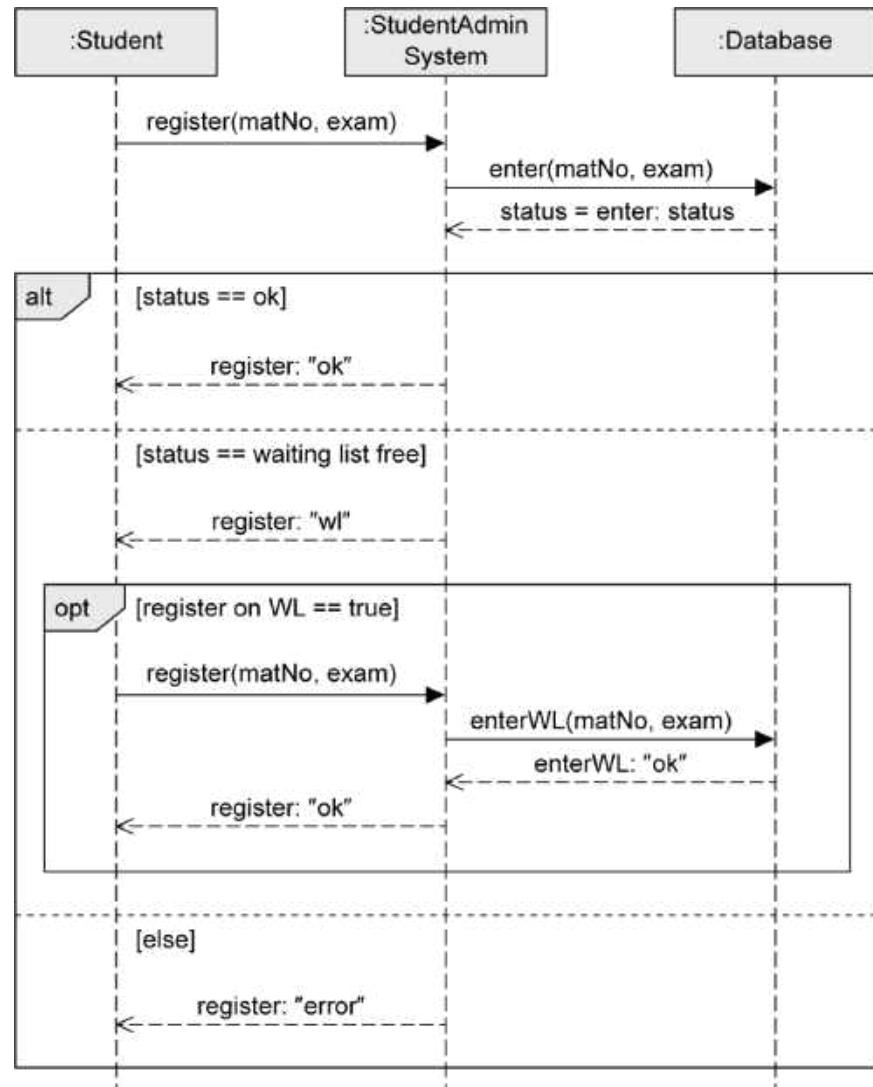 :Student
:StudentAdmin
System
:Database
register(matNo, exam)
enter(matNo, exam)
status = enter: status
alt
[status == ok]
register: "ok"
[status == waiting list free]
register: "wl"
opt
[register on WL == true]
register(matNo, exam)
enterWL(matNo, exam)
enterWL: "ok"
register: "ok"
[else]
register: "error"